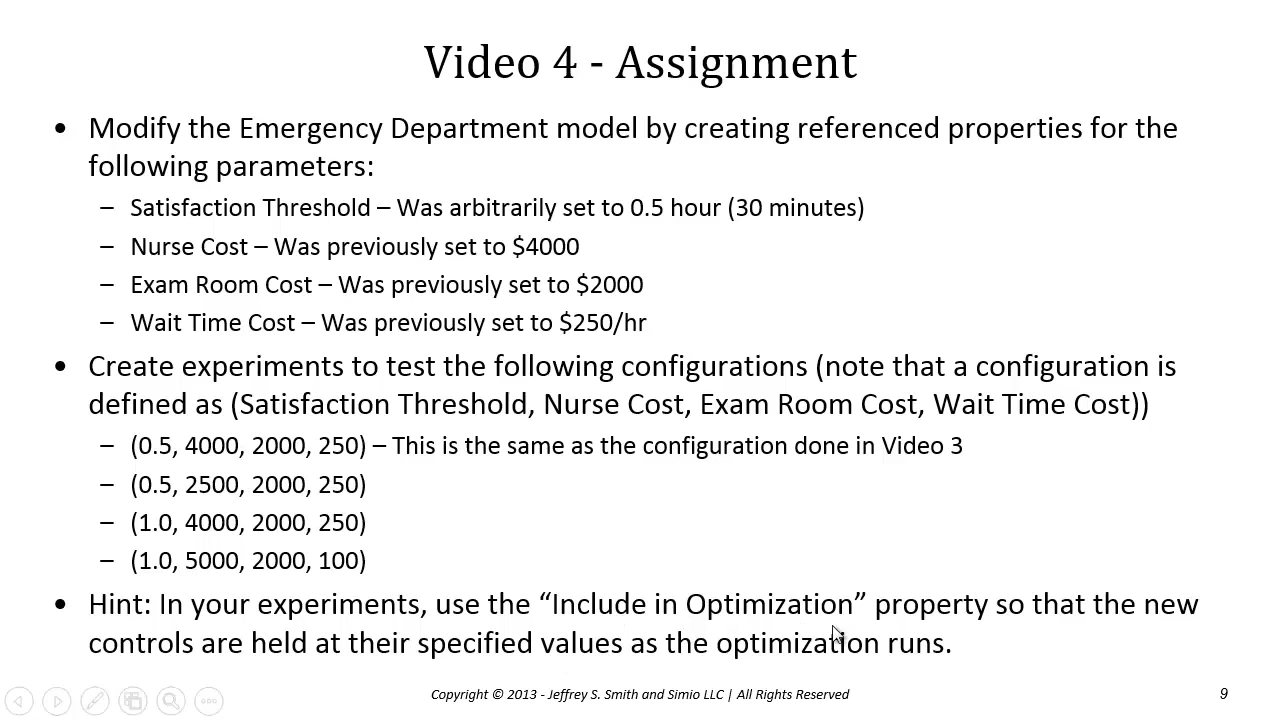 Video 4 - Assignment
• Modify the Emergency Department model by creating referenced properties for the
following parameters:
– Satisfaction Threshold – Was arbitrarily set to 0.5 hour (30 minutes)
– Nurse Cost – Was previously set to $4000
– Exam Room Cost – Was previously set to $2000
– Wait Time Cost – Was previously set to $250/hr
• Create experiments to test the following configurations (note that a configuration is
defined as (Satisfaction Threshold, Nurse Cost, Exam Room Cost, Wait Time Cost))
– (0.5, 4000, 2000, 250) – This is the same as the configuration done in Video 3
– (0.5, 2500, 2000, 250)
– (1.0, 4000, 2000, 250)
– (1.0, 5000, 2000, 100)
• Hint: In your experiments, use the “Include in Optimization” property so that the new
controls are held at their specified values as the optimization runs.
Copyright © 2013 - Jeffrey S. Smith and Simio LLC | All Rights Reserved
9